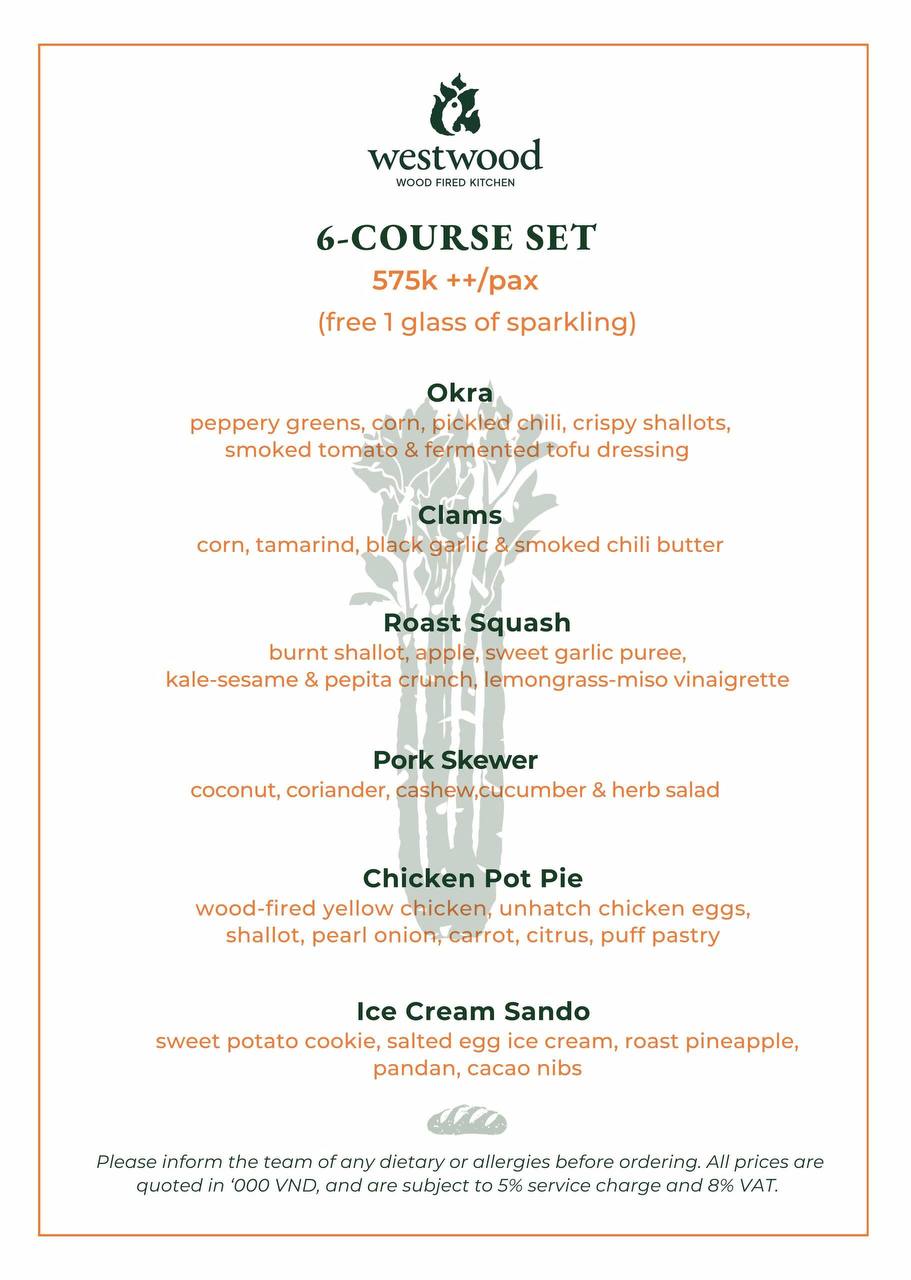 westwood
WOOD FIRED KITCHEN
6-COURSE SET
575k ++/pax
(free 1 glass of sparkling)
Okra
peppery greens, corn, pickled chili, crispy shallots,
smoked tomato & fermented tofu dressing
Clams
corn, tamarind, black garlic & smoked chili butter
Roast Squash
burnt shallot, apple, sweet garlic puree,
kale-sesame & pepita crunch, lemongrass-miso vinaigrette
Pork Skewer
coconut, coriander, cashew,cucumber & herb salad
Chicken Pot Pie
wood-fired yellow chicken, unhatch chicken eggs,
shallot, pearl onion, carrot, citrus, puff pastry
Ice Cream Sando
sweet potato cookie, salted egg ice cream, roast pineapple,
pandan, cacao nibs
Please inform the team of any dietary or allergies before ordering. All prices are
quoted in ‘000 VND, and are subject to 5% service charge and 8% VAT.